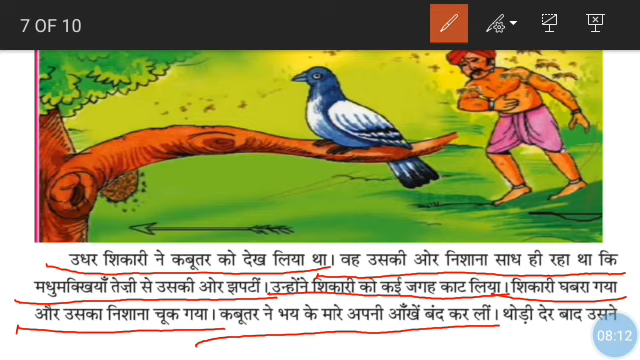 7 OF 10
उधर शिकारी ने कबूतर को देख लिया था। वह उसकी ओर निशाना साध ही रहा था कि
मधुमक्खियाँ तेज़ी से उसकी ओर झपटीं। उन्होंने शिकारी को कई जगह काट लिया। शिकारी घबरा गया
और उसका निशाना चूक गया। कबूतर ने भय के मारे अपनी आँखें बंद कर लीं। थोड़ी देर बाद उसने
08:12